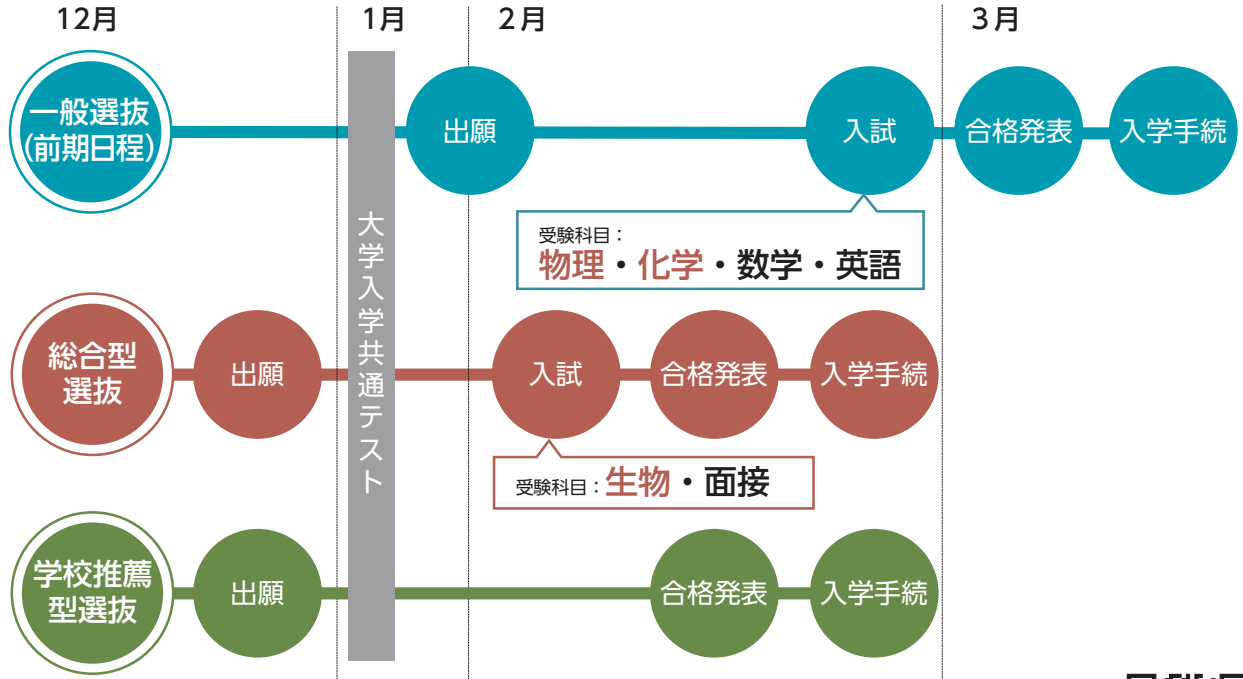 12月
1月
2月
3月
一般選抜
(前期日程)
出願
入試
合格発表
入学手続
受験科目：
物理・化学・数学・英語
大学入学共通テスト
総合型
選抜
出願
入試
合格発表
入学手続
受験科目：生物・面接
学校推薦
型選抜
出願
合格発表
入学手続